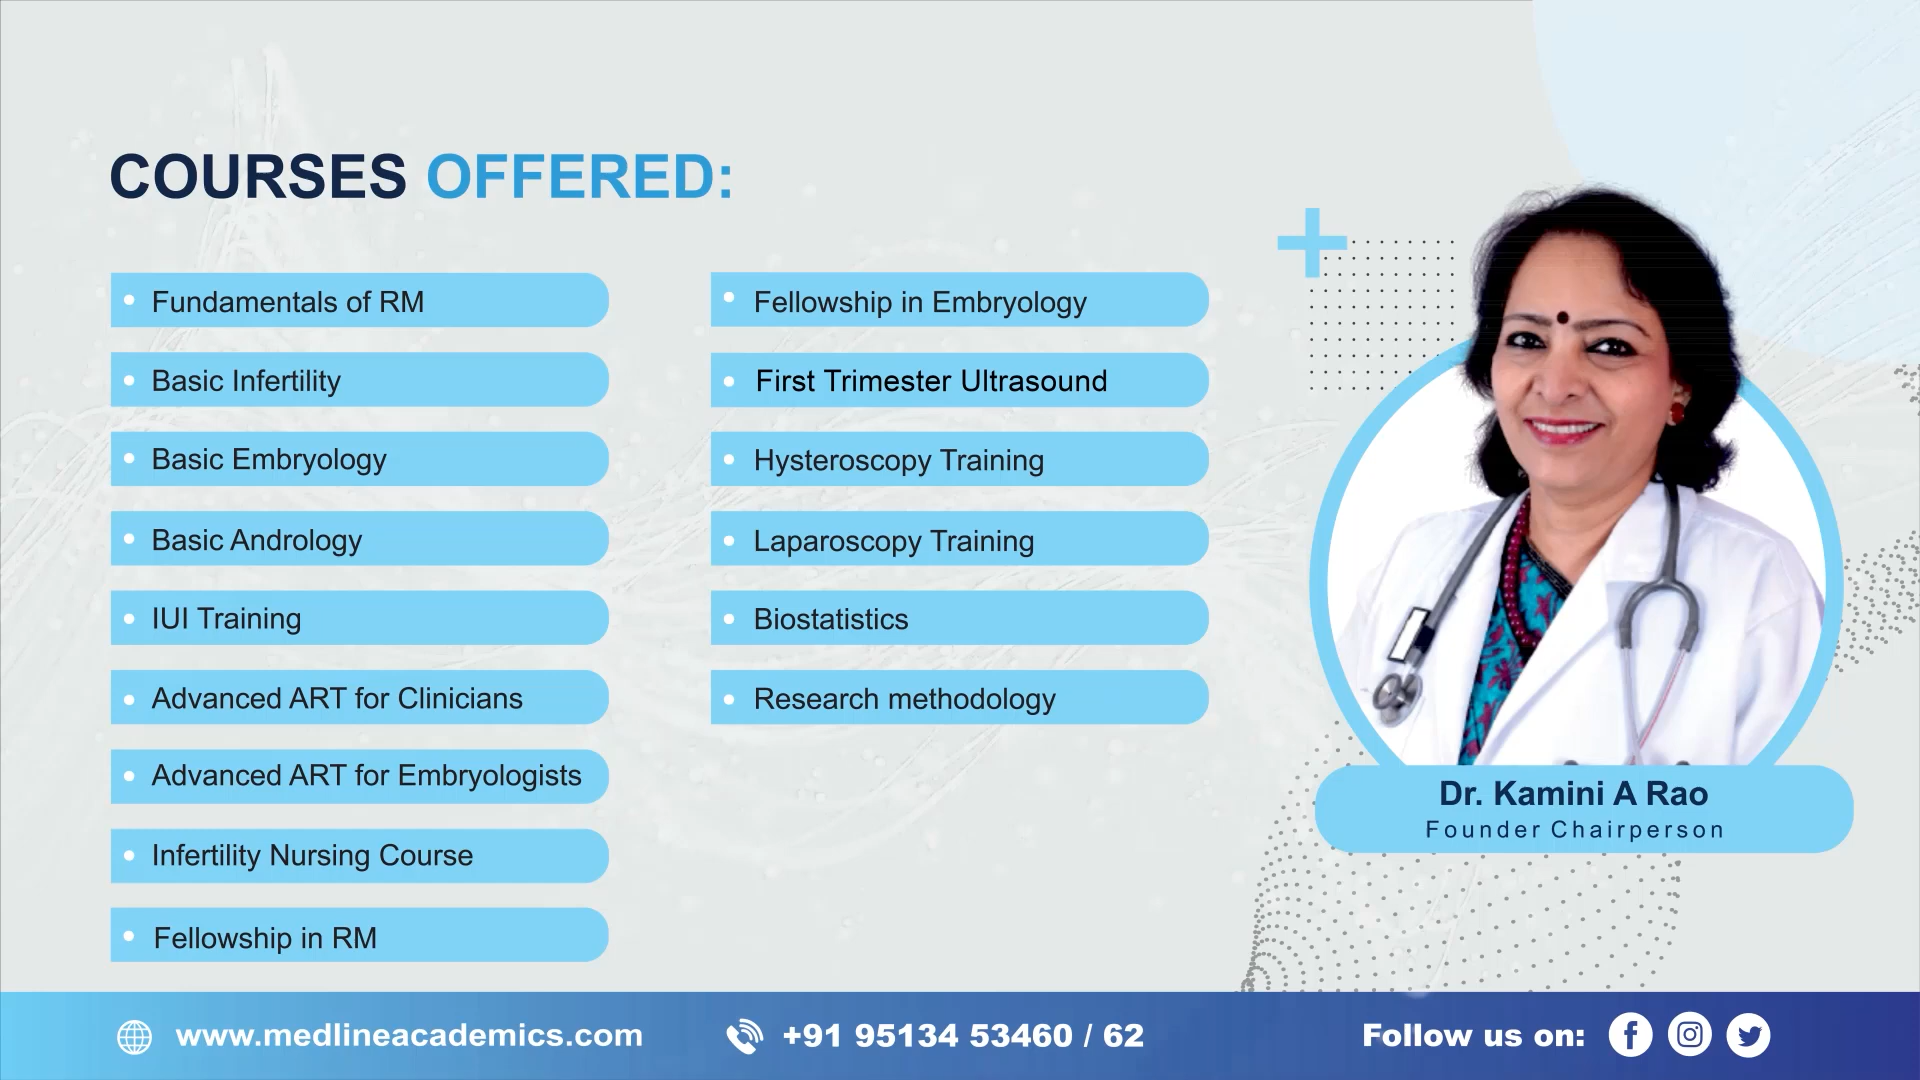 COURSES OFFERED:
Fundamentals of RM
Basic Infertility
Basic Embryology
Basic Andrology
IUI Training
Advanced ART for Clinicians
Advanced ART for Embryologists
Infertility Nursing Course
Fellowship in RM
Fellowship in Embryology
First Trimester Ultrasound
Hysteroscopy Training
Laparoscopy Training
Biostatistics
Research methodology
Dr. Kamini A Rao
Founder Chairperson
www.medlineacademics.com
+91 95134 53460 / 62
Follow us on: